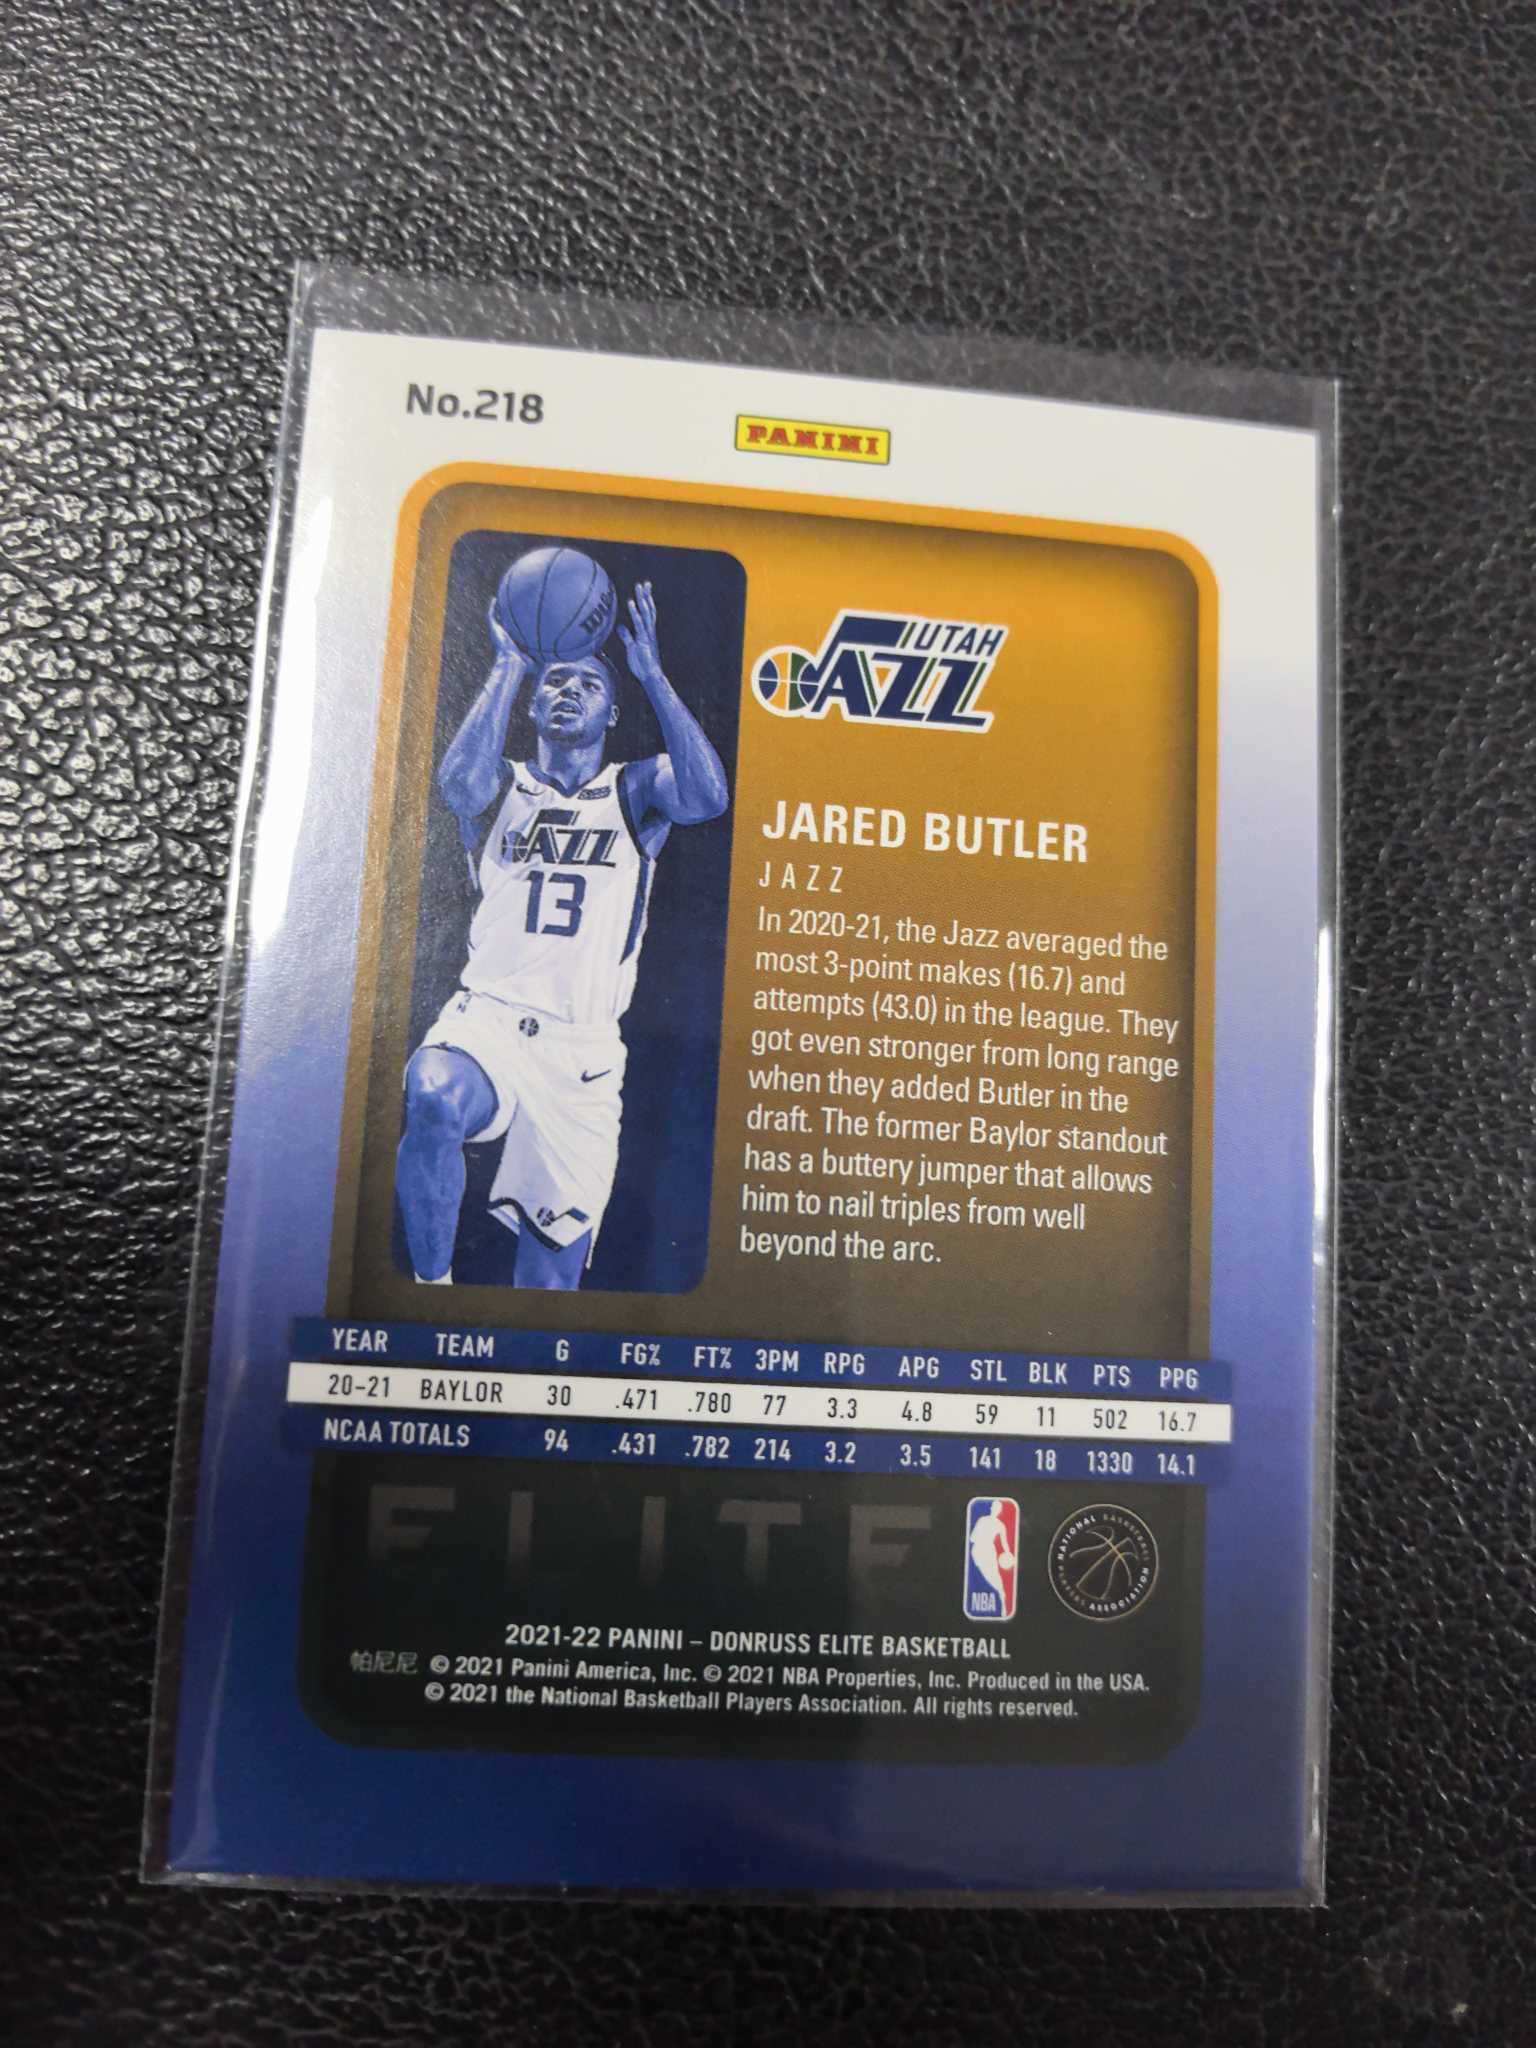 No.218
PANINI
UTAH
JAZZ
Wilson
JAZZ
13
JARED BUTLER
JAZZ
In 2020-21, the Jazz averaged the
most 3-point makes (16.7) and
attempts (43.0) in the league. They
got even stronger from long range
when they added Butler in the
draft. The former Baylor standout
has a buttery jumper that allows
him to nail triples from well
beyond the arc.
YEAR TEAM G FG% FT% 3PM RPG APG STL BLK PTS PPG
20-21 BAYLOR 30 .471 .780 77 3.3 4.8 59 11 502 16.7
NCAA TOTALS 94 .431 .782 214 3.2 3.5 141 18 1330 14.1
ELITE
NBA
NATIONAL BASKETBALL PLAYERS ASSOCIATION
2021-22 PANINI – DONRUSS ELITE BASKETBALL
帕尼尼 © 2021 Panini America, Inc. © 2021 NBA Properties, Inc. Produced in the USA.
© 2021 the National Basketball Players Association. All rights reserved.